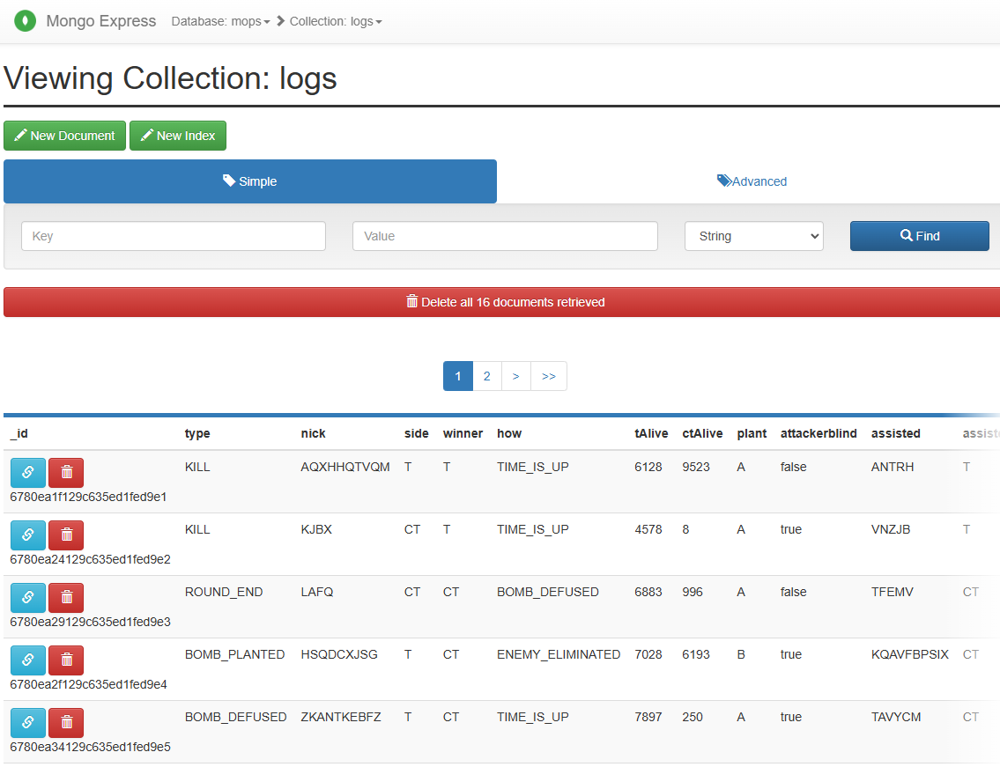 Mongo Express Database: mops Collection: logs
Viewing Collection: logs
New Document New Index
Simple Advanced
Key Value String Find
Delete all 16 documents retrieved
1 2 > >>
_id type nick side winner how tAlive ctAlive plant attackerblind assisted assiste
KILL AQXHHQTVQM T T TIME_IS_UP 6128 9523 A false ANTRH T
6780ea1f129c635ed1fed9e1
KILL KJBX CT T TIME_IS_UP 4578 8 A true VNZJB T
6780ea24129c635ed1fed9e2
ROUND_END LAFQ CT CT BOMB_DEFUSED 6883 996 A false TFEMV CT
6780ea29129c635ed1fed9e3
BOMB_PLANTED HSQDCXJSG T CT ENEMY_ELIMINATED 7028 6193 B true KQAVFBPSIX CT
6780ea2f129c635ed1fed9e4
BOMB_DEFUSED ZKANTKEBFZ T CT TIME_IS_UP 7897 250 A true TAVYCM CT
6780ea34129c635ed1fed9e5